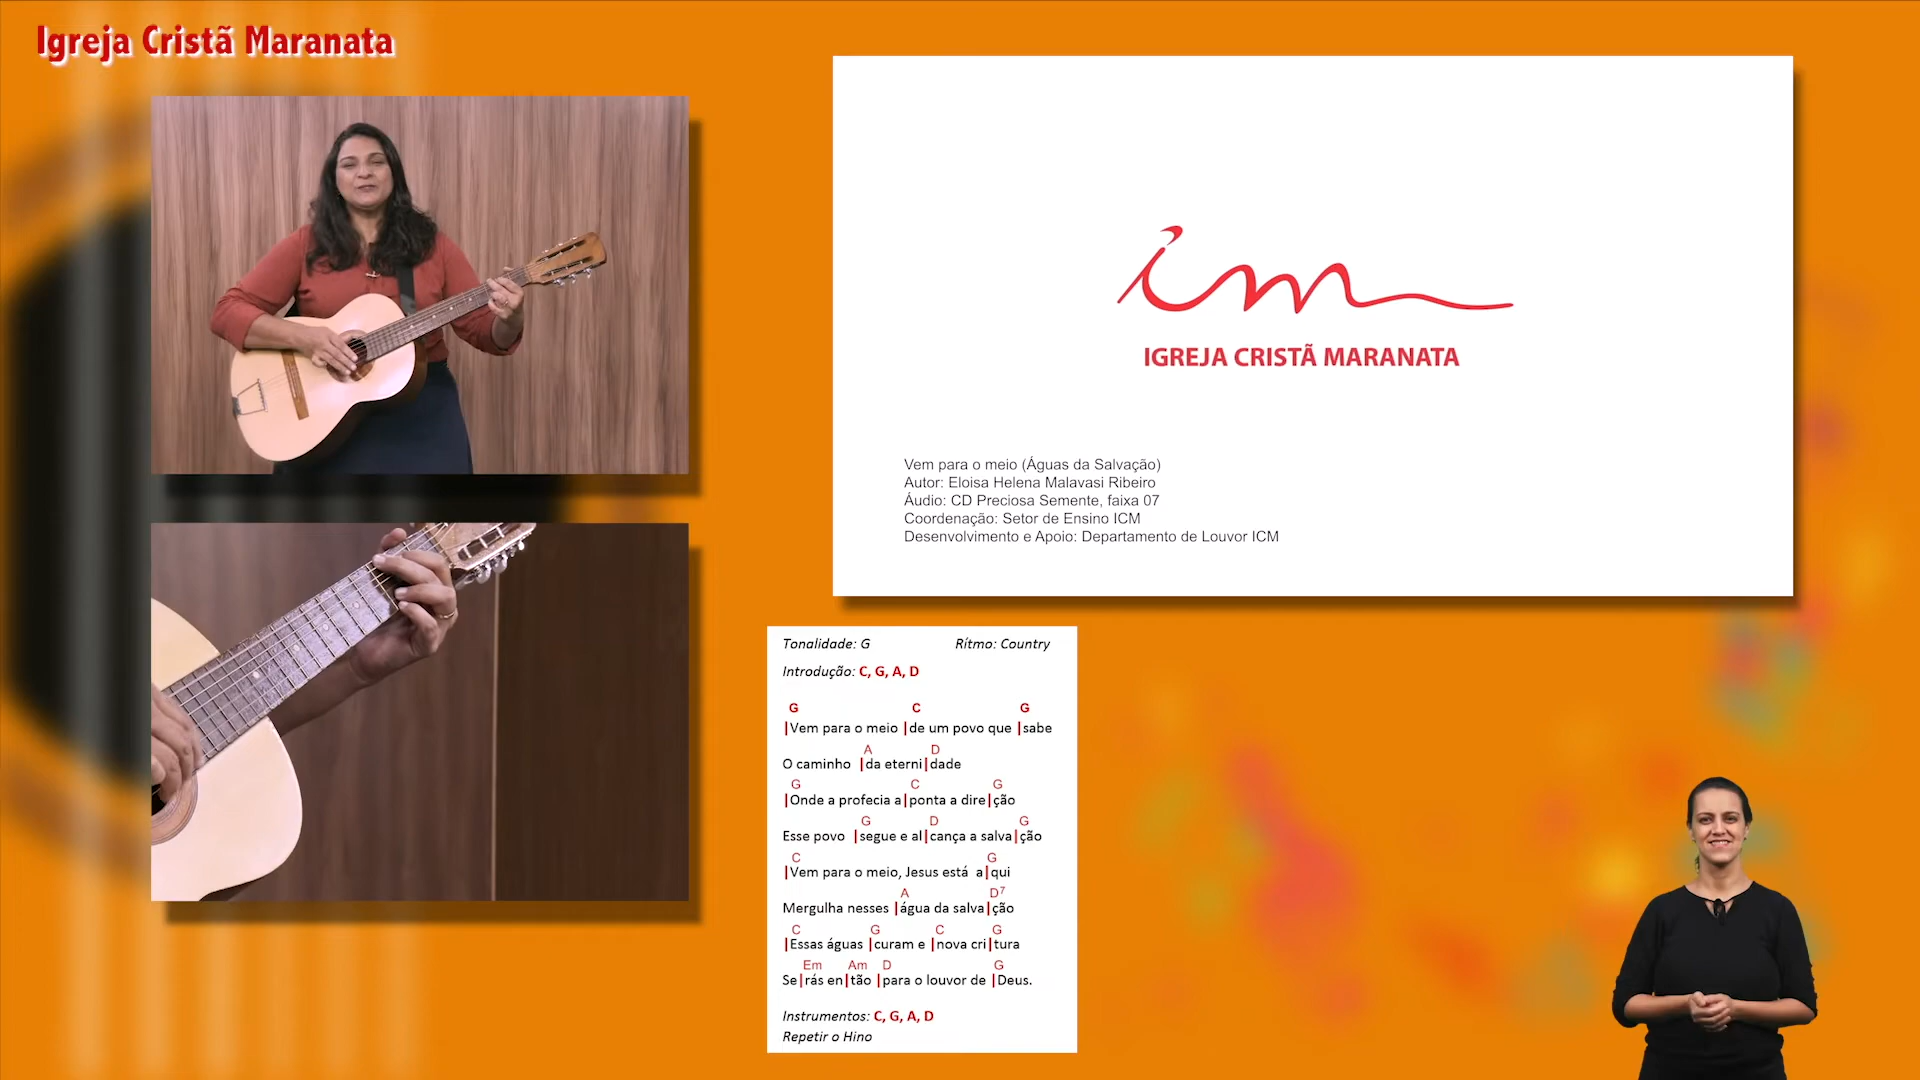 Igreja Cristã Maranata
im
IGREJA CRISTÃ MARANATA
Vem para o meio (Águas da Salvação)
Autor: Eloisa Helena Malavasi Ribeiro
Áudio: CD Preciosa Semente, faixa 07
Coordenação: Setor de Ensino ICM
Desenvolvimento e Apoio: Departamento de Louvor ICM
Tonalidade: G Rítmo: Country
Introdução: C, G, A, D
G C G
|Vem para o meio |de um povo que |sabe
A D
O caminho |da eterni|dade
G C G
|Onde a profecia a|ponta a dire|ção
G D G
Esse povo |segue e al|cança a salva|ção
C G
|Vem para o meio, Jesus está a|qui
A D7
Mergulha nesses |água da salva|ção
C G C G
|Essas águas |curam e |nova cri|tura
Em Am D G
Se|rás en|tão |para o louvor de |Deus.
Instrumentos: C, G, A, D
Repetir o Hino